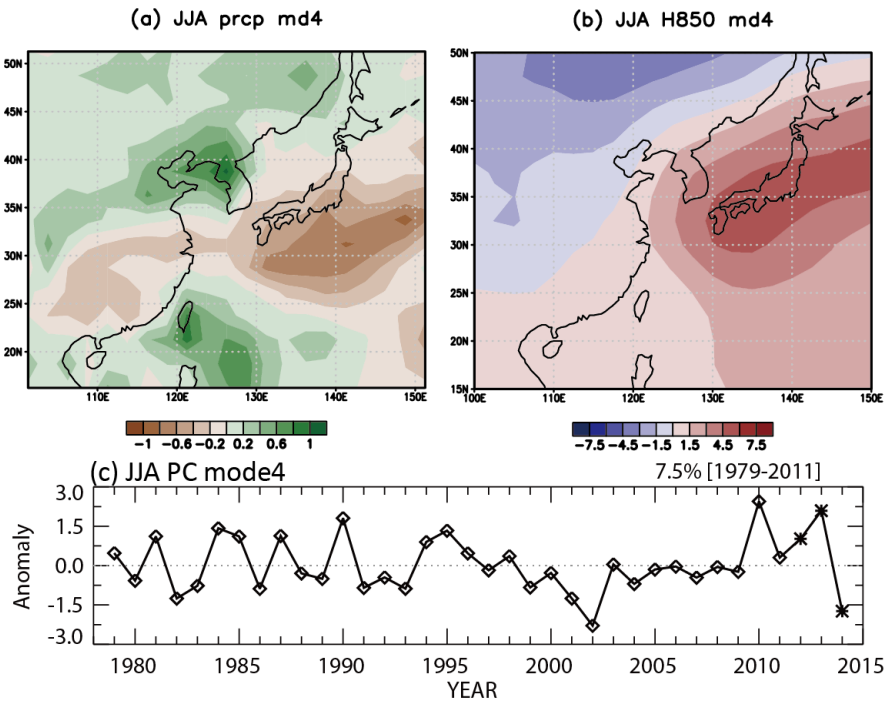 (a) JJA prcp md4
(b) JJA H850 md4
50N
45N
40N
35N
30N
25N
20N
110E 120E 130E 140E 150E
50N
45N
40N
35N
30N
25N
20N
15N
100E 110E 120E 130E 140E 150E
-1 -0.6 -0.2 0.2 0.6 1
-7.5 -4.5 -1.5 1.5 4.5 7.5
(c) JJA PC mode4
7.5% [1979-2011]
3.0
1.5
0.0
-1.5
-3.0
Anomaly
1980 1985 1990 1995 2000 2005 2010 2015
YEAR